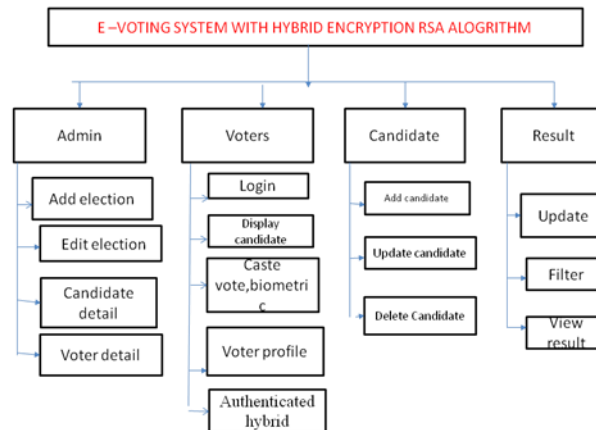 E –VOTING SYSTEM WITH HYBRID ENCRYPTION RSA ALOGRITHM
Admin
Voters
Candidate
Result
Add election
Edit election
Candidate
detail
Voter detail
Login
Display
candidate
Caste
vote,biometri
c
Voter profile
Authenticated
hybrid
Add candidate
Update candidate
Delete Candidate
Update
Filter
View
result